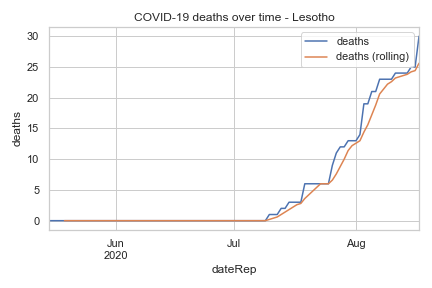 COVID-19 deaths over time - Lesotho
deaths
deaths (rolling)
30
25
20
15
10
5
0
deaths
Jun
2020
Jul
Aug
dateRep